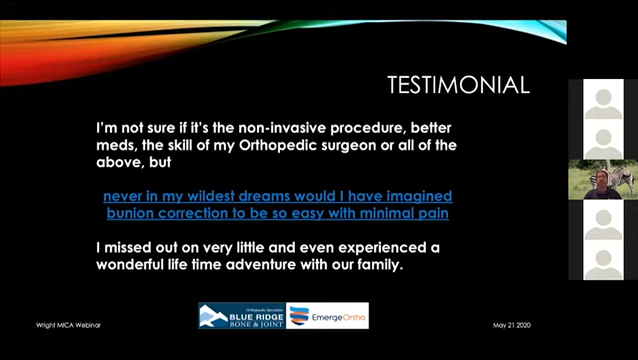 TESTIMONIAL
I'm not sure if it's the non-invasive procedure, better
meds, the skill of my Orthopedic surgeon or all of the
above, but
never in my wildest dreams would I have imagined
bunion correction to be so easy with minimal pain
I missed out on very little and even experienced a
wonderful life time adventure with our family.
Orthopaedic Specialists
BLUE RIDGE
BONE & JOINT
EmergeOrtho
Wright MICA Webinar
May 21 2020